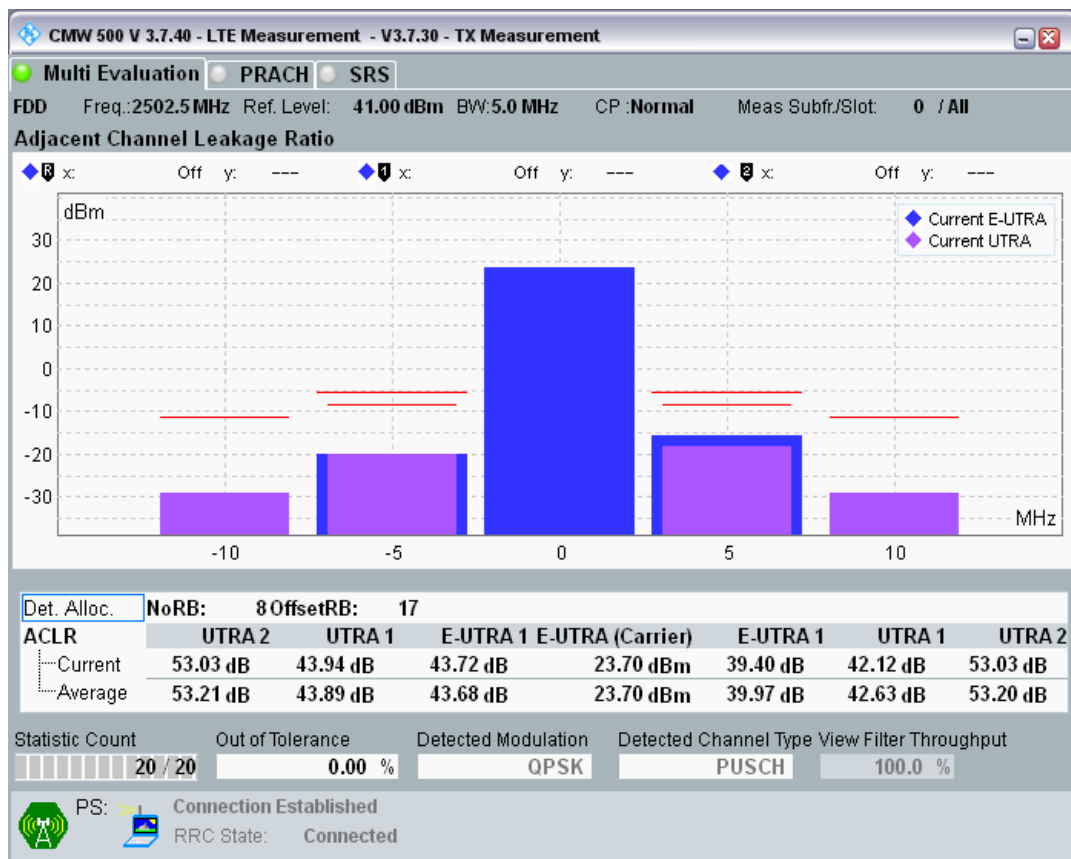 CMW 500 V 3.7.40 - LTE Measurement - V3.7.30 - TX Measurement
Multi Evaluation PRACH SRS
FDD Freg.:2502.5 MHz Ref. Level: 41.00 dBm BW:5.0 MHz CP :Normal Meas Subfr./Slot: 0 / All
Adjacent Channel Leakage Ratio
R x: Off y: --- 1 x: Off y: --- 2 x: Off y: ---
dBm
Current E-UTRA
Current UTRA
30
20
10
0
-10
-20
-30
MHz
-10 -5 0 5 10
Det. Alloc. NoRB: 8 OffsetRB: 17
ACLR UTRA 2 UTRA 1 E-UTRA 1 E-UTRA (Carrier) E-UTRA 1 UTRA 1 UTRA 2
Current 53.03 dB 43.94 dB 43.72 dB 23.70 dBm 39.40 dB 42.12 dB 53.03 dB
Average 53.21 dB 43.89 dB 43.68 dB 23.70 dBm 39.97 dB 42.63 dB 53.20 dB
Statistic Count Out of Tolerance Detected Modulation Detected Channel Type View Filter Throughput
20 / 20 0.00 % QPSK PUSCH 100.0 %
PS: Connection Established
RRC State: Connected